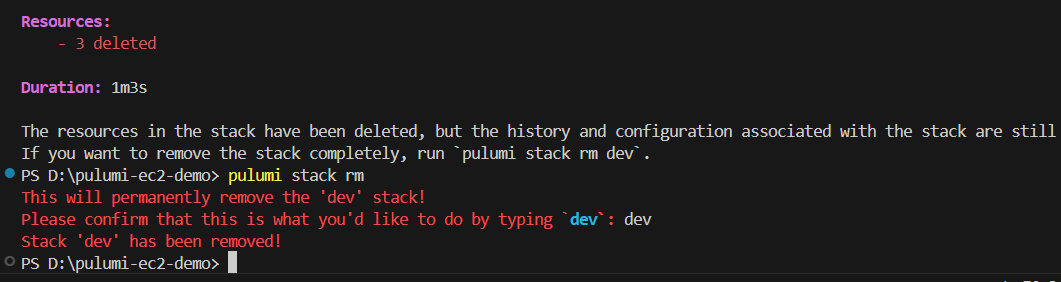 Resources:
- 3 deleted
Duration: 1m3s
The resources in the stack have been deleted, but the history and configuration associated with the stack are still
If you want to remove the stack completely, run `pulumi stack rm dev`.
PS D:\pulumi-ec2-demo> pulumi stack rm
This will permanently remove the 'dev' stack!
Please confirm that this is what you'd like to do by typing `dev`: dev
Stack 'dev' has been removed!
PS D:\pulumi-ec2-demo>